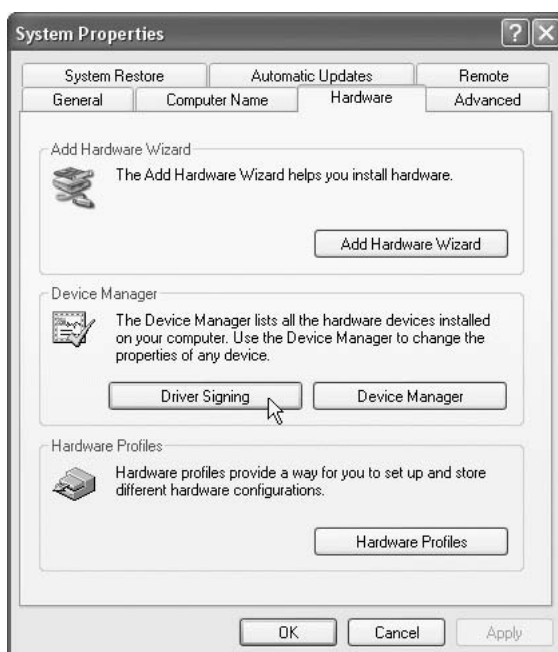 System Properties
System Restore Automatic Updates Remote
General Computer Name Hardware Advanced
Add Hardware Wizard
The Add Hardware Wizard helps you install hardware.
Add Hardware Wizard
Device Manager
The Device Manager lists all the hardware devices installed
on your computer. Use the Device Manager to change the
properties of any device.
Driver Signing Device Manager
Hardware Profiles
Hardware profiles provide a way for you to set up and store
different hardware configurations.
Hardware Profiles
OK Cancel Apply